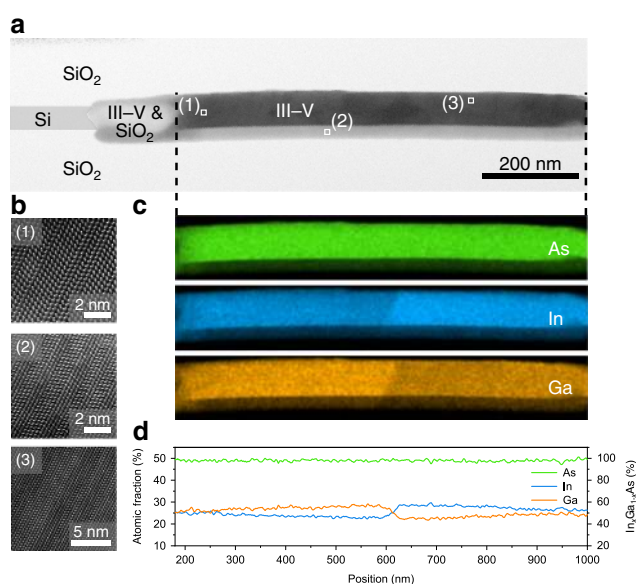 a
SiO2
(3)
(1)
III–V
III–V &
SiO2
(2)
Si
SiO2
200 nm
b
(1)
2 nm
(2)
2 nm
(3)
5 nm
c
As
In
Ga
d
50
40
30
20
10
Atomic fraction (%)
100
80
60
40
20
InxGa1-xAs (%)
As
In
Ga
200 300 400 500 600 700 800 900 1000
Position (nm)